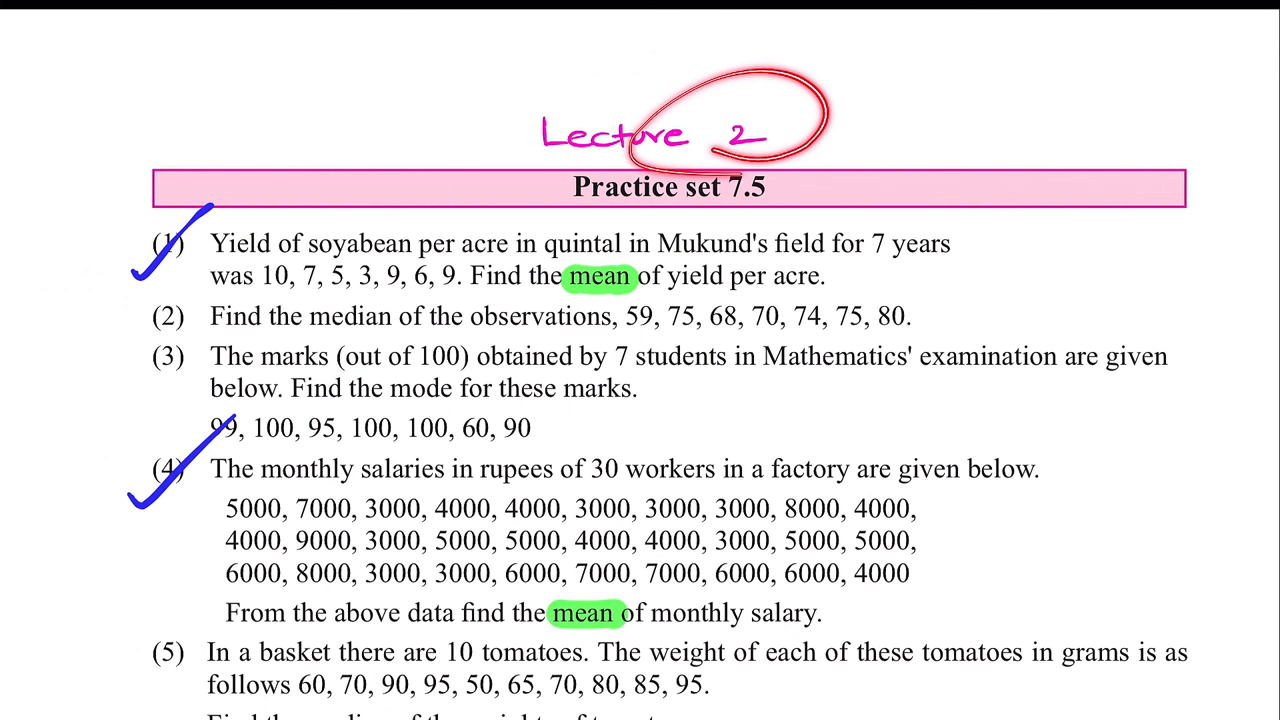 Lecture 2
Practice set 7.5
(1) Yield of soyabean per acre in quintal in Mukund's field for 7 years
was 10, 7, 5, 3, 9, 6, 9. Find the mean of yield per acre.
(2) Find the median of the observations, 59, 75, 68, 70, 74, 75, 80.
(3) The marks (out of 100) obtained by 7 students in Mathematics' examination are given
below. Find the mode for these marks.
99, 100, 95, 100, 100, 60, 90
(4) The monthly salaries in rupees of 30 workers in a factory are given below.
5000, 7000, 3000, 4000, 4000, 3000, 3000, 3000, 8000, 4000,
4000, 9000, 3000, 5000, 5000, 4000, 4000, 3000, 5000, 5000,
6000, 8000, 3000, 3000, 6000, 7000, 7000, 6000, 6000, 4000
From the above data find the mean of monthly salary.
(5) In a basket there are 10 tomatoes. The weight of each of these tomatoes in grams is as
follows 60, 70, 90, 95, 50, 65, 70, 80, 85, 95.